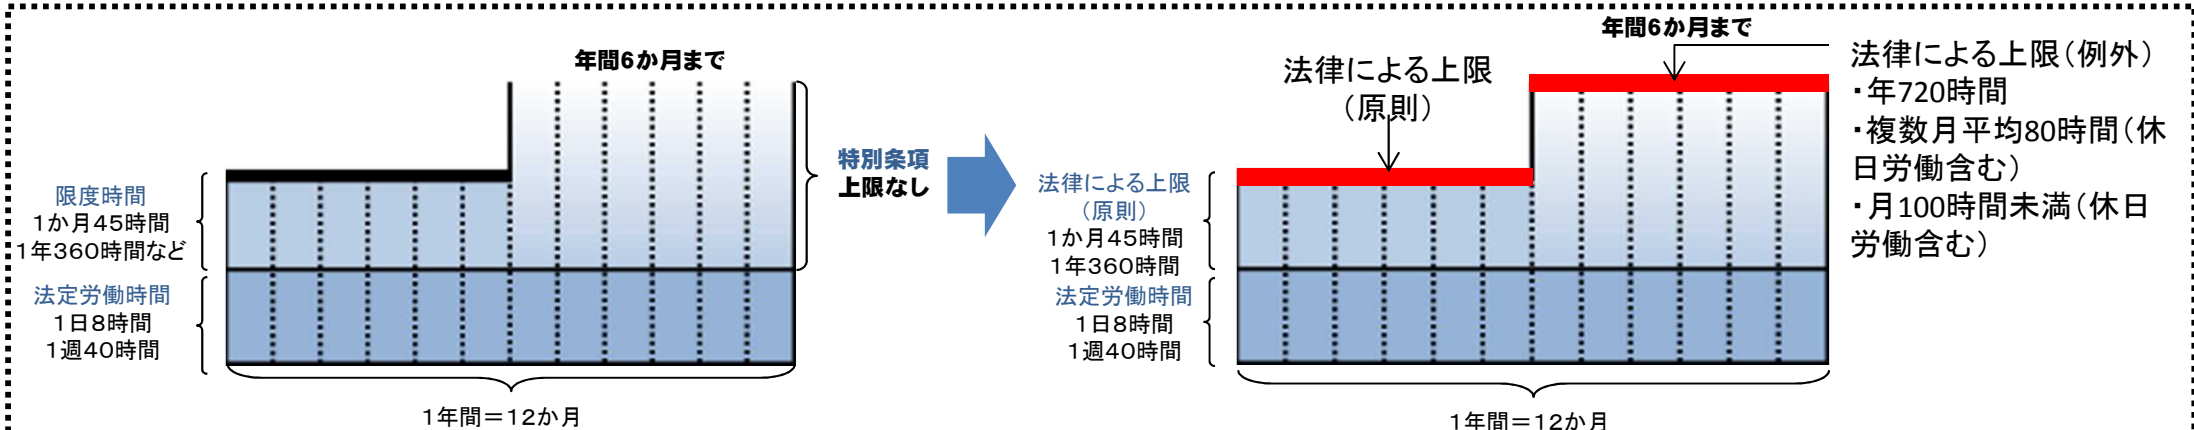 年間6か月まで
限度時間
1か月45時間
1年360時間など
法定労働時間
1日8時間
1週40時間
特別条項
上限なし
1年間＝12か月
年間6か月まで
法律による上限
（原則）
法律による上限
（原則）
1か月45時間
1年360時間
法定労働時間
1日8時間
1週40時間
1年間＝12か月
法律による上限（例外）
・年720時間
・複数月平均80時間（休
日労働含む）
・月100時間未満（休日
労働含む）